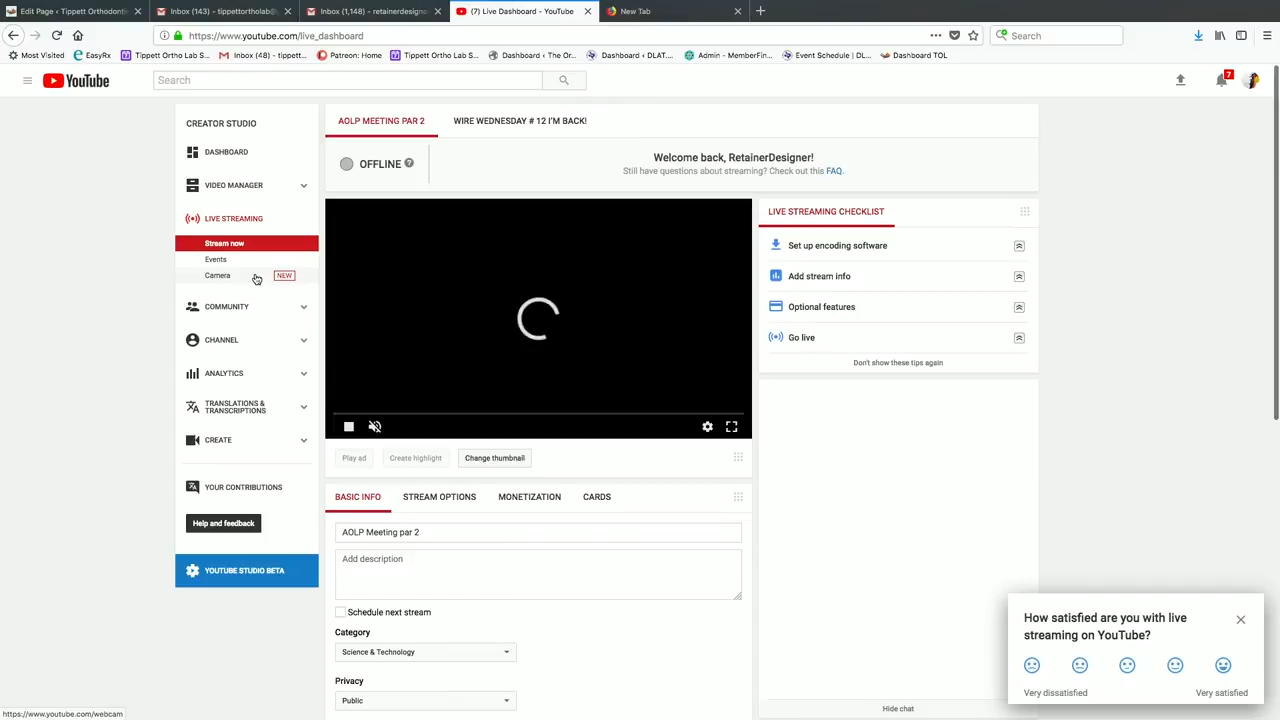 Edit Page ‹ Tippett Orthodonti
Inbox (143) - tippettortholab@
Inbox (1,148) - retainerdesigne
(7) Live Dashboard - YouTube
New Tab
https://www.youtube.com/live_dashboard
Search
Most Visited
EasyRx
Tippett Ortho Lab S...
Inbox (48) - tippett...
Patreon: Home
Tippett Ortho Lab S...
Dashboard ‹ The Or...
Dashboard ‹ DLAT...
Admin - MemberFin...
Event Schedule | DL...
Dashboard TOL
YouTube
Search
7
CREATOR STUDIO
DASHBOARD
VIDEO MANAGER
LIVE STREAMING
Stream now
Events
Camera
NEW
COMMUNITY
CHANNEL
ANALYTICS
TRANSLATIONS &
TRANSCRIPTIONS
CREATE
YOUR CONTRIBUTIONS
Help and feedback
YOUTUBE STUDIO BETA
AOLP MEETING PAR 2
WIRE WEDNESDAY # 12 I'M BACK!
OFFLINE ?
Welcome back, RetainerDesigner!
Still have questions about streaming? Check out this FAQ.
Play ad
Create highlight
Change thumbnail
BASIC INFO
STREAM OPTIONS
MONETIZATION
CARDS
AOLP Meeting par 2
Add description
Schedule next stream
Category
Science & Technology
Privacy
Public
LIVE STREAMING CHECKLIST
Set up encoding software
Add stream info
Optional features
Go live
Don't show these tips again
Hide chat
How satisfied are you with live
streaming on YouTube?
Very dissatisfied
Very satisfied
https://www.youtube.com/webcam